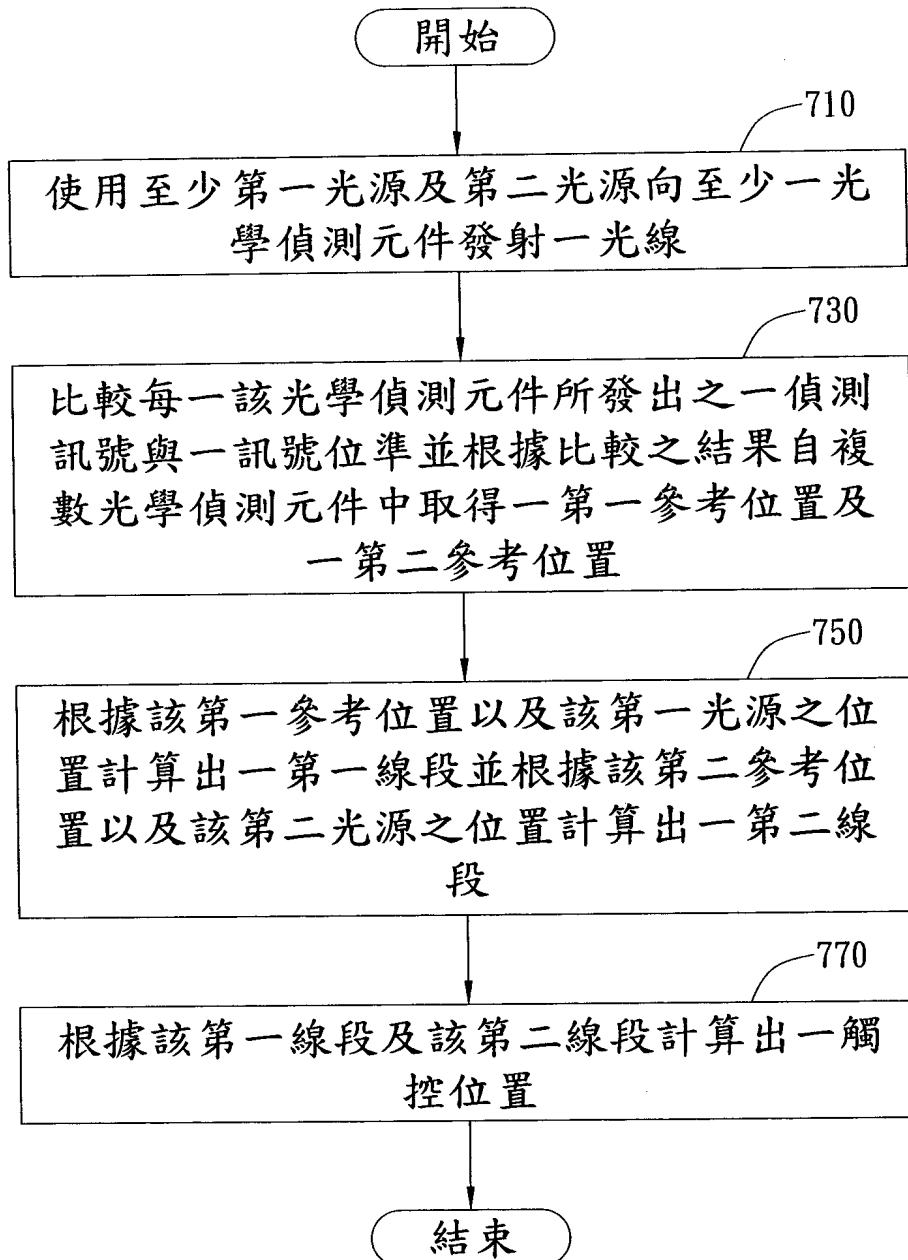 開始
710
使用至少第一光源及第二光源向至少一光
學偵測元件發射一光線
730
比較每一該光學偵測元件所發出之一偵測
訊號與一訊號位準並根據比較之結果自複
數光學偵測元件中取得一第一參考位置及
一第二參考位置
750
根據該第一參考位置以及該第一光源之位
置計算出一第一線段並根據該第二參考位
置以及該第二光源之位置計算出一第二線
段
770
根據該第一線段及該第二線段計算出一觸
控位置
結束